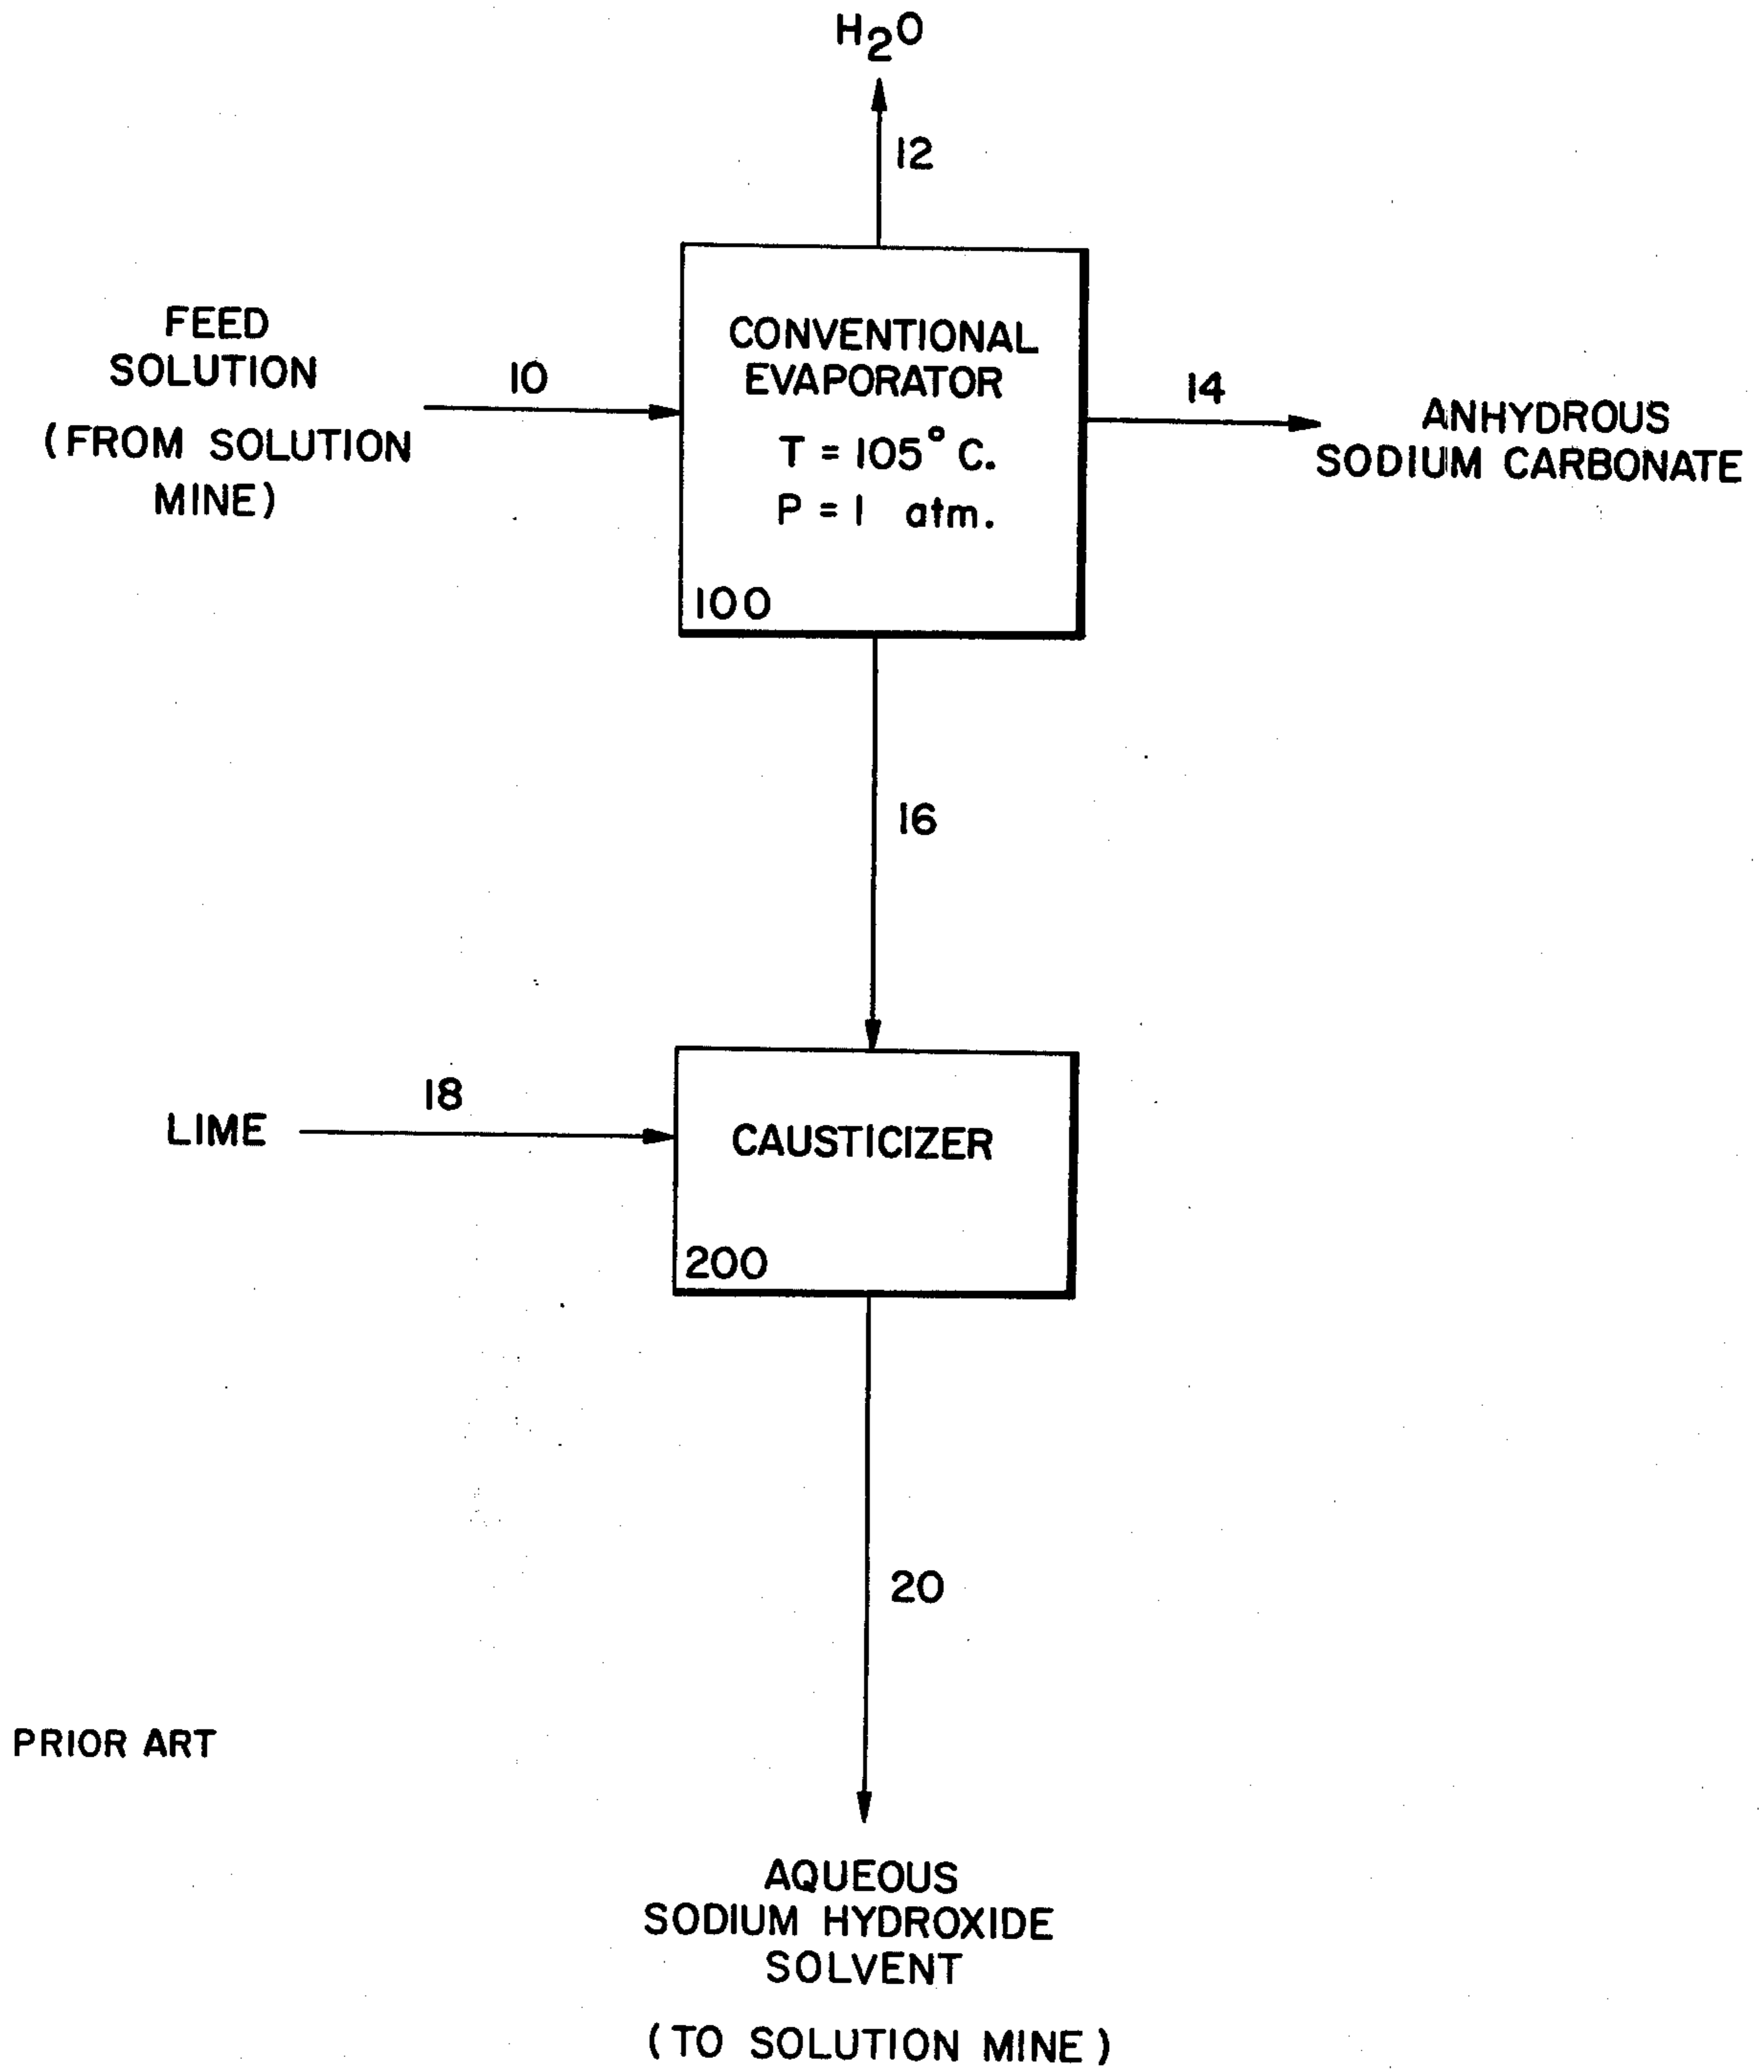 H2O
12
FEED
SOLUTION
(FROM SOLUTION
MINE)
10
CONVENTIONAL
EVAPORATOR
T = 105° C.
P = 1 atm.
100
14
ANHYDROUS
SODIUM CARBONATE
16
LIME
18
CAUSTICIZER
200
20
PRIOR ART
AQUEOUS
SODIUM HYDROXIDE
SOLVENT
(TO SOLUTION MINE)